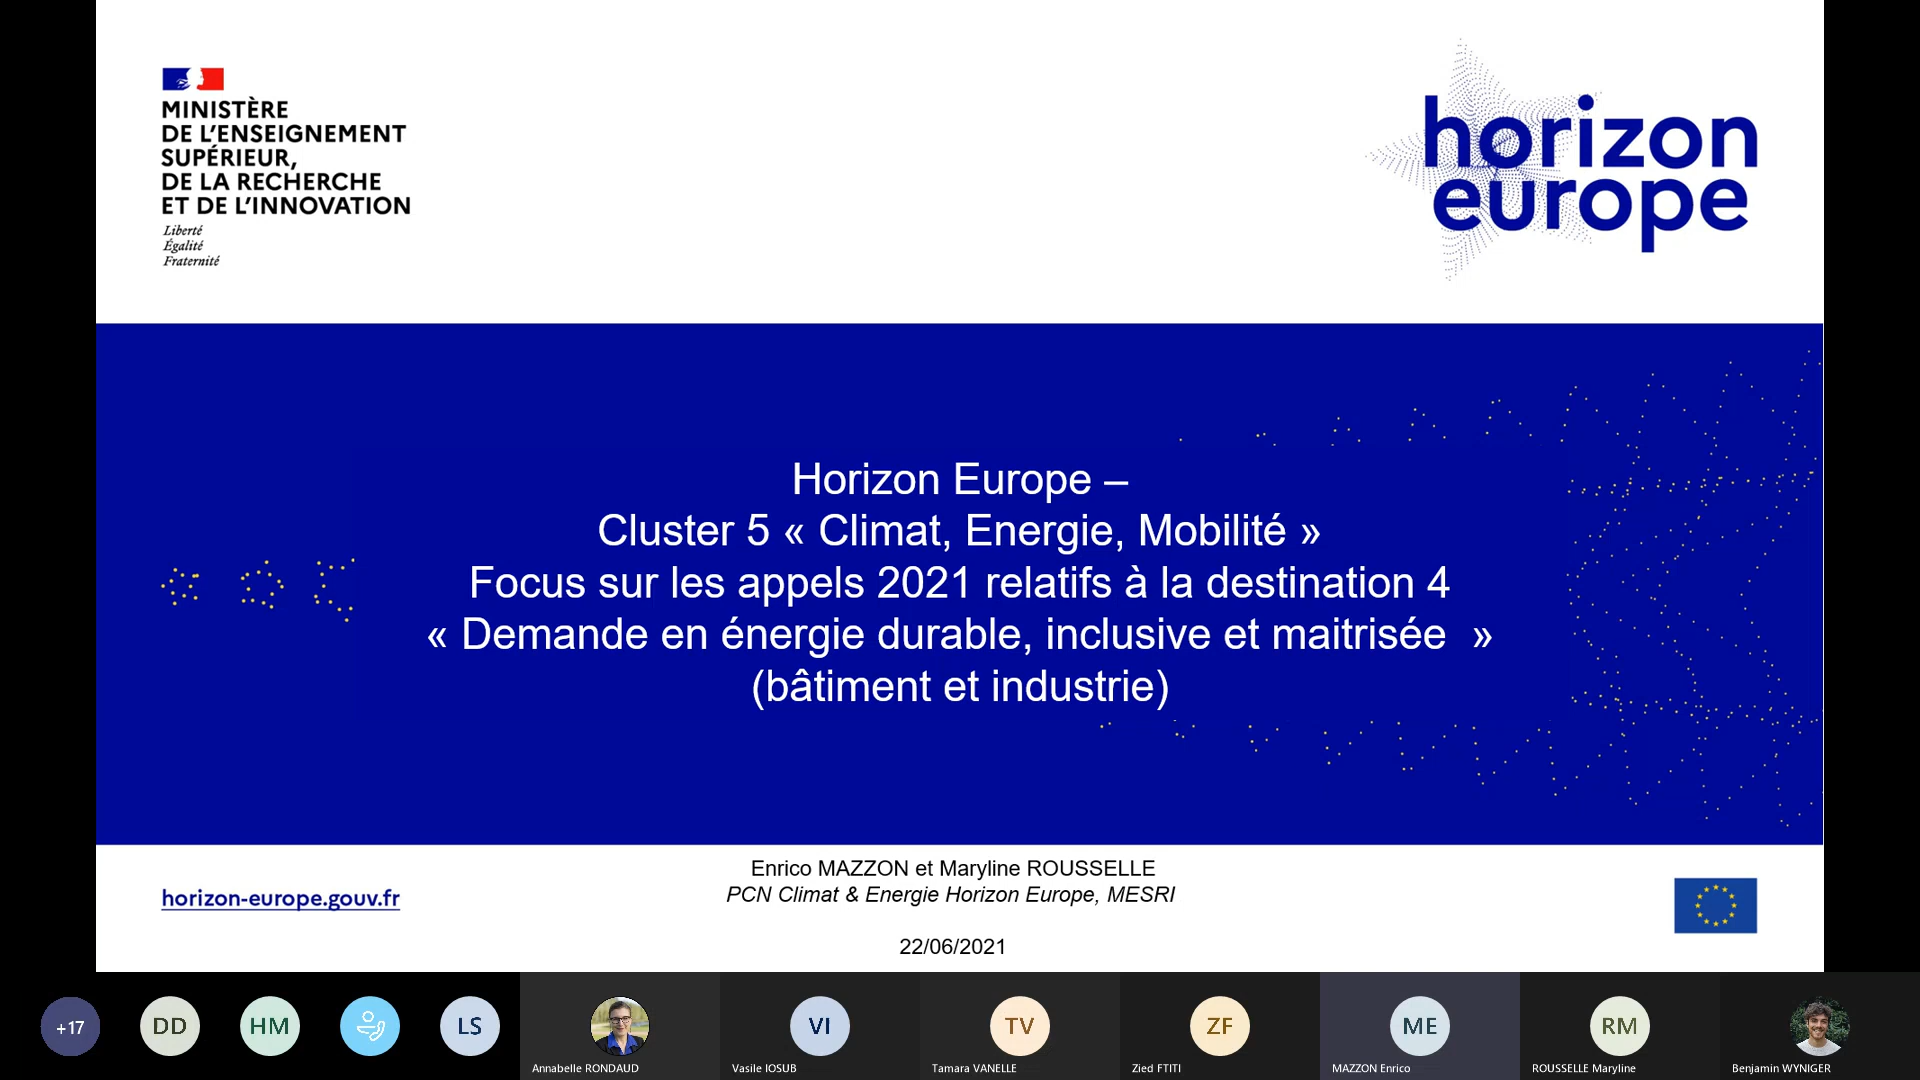 MINISTÈRE
DE L'ENSEIGNEMENT
SUPÉRIEUR,
DE LA RECHERCHE
ET DE L'INNOVATION
Liberté
Égalité
Fraternité
horizon
europe
Horizon Europe –
Cluster 5 « Climat, Energie, Mobilité »
Focus sur les appels 2021 relatifs à la destination 4
« Demande en énergie durable, inclusive et maitrisée »
(bâtiment et industrie)
horizon-europe.gouv.fr
Enrico MAZZON et Maryline ROUSSELLE
PCN Climat & Energie Horizon Europe, MESRI
22/06/2021
+17
DD
HM
LS
Annabelle RONDAUD
VI
Vasile IOSUB
TV
Tamara VANELLE
ZF
Zied FTITI
ME
MAZZON Enrico
RM
ROUSSELLE Maryline
Benjamin WYNIGER